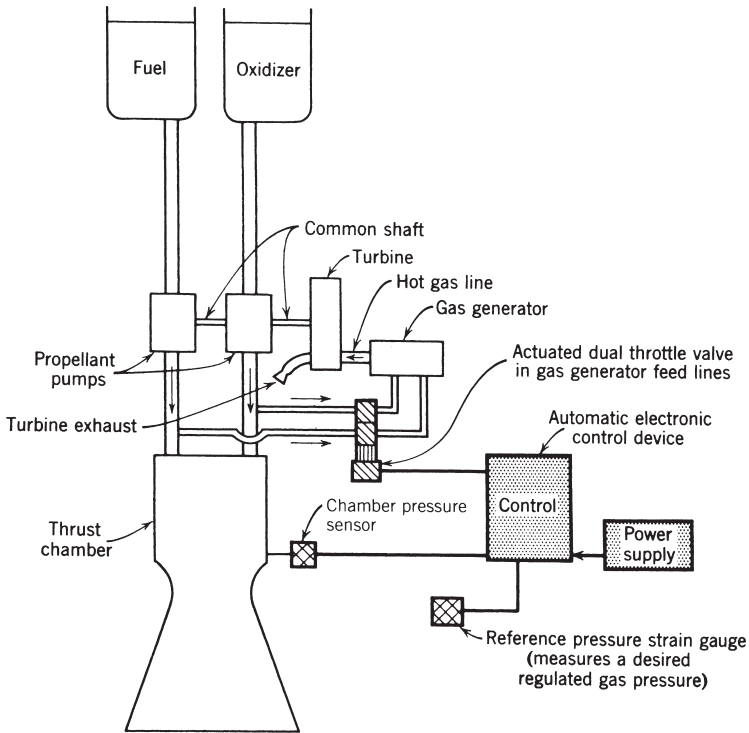 Fuel
Oxidizer
Common shaft
Turbine
Hot gas line
Gas generator
Propellant
pumps
Actuated dual throttle valve
in gas generator feed lines
Turbine exhaust
Automatic electronic
control device
Control
Chamber pressure
sensor
Thrust
chamber
Power
supply
Reference pressure strain gauge
(measures a desired
regulated gas pressure)